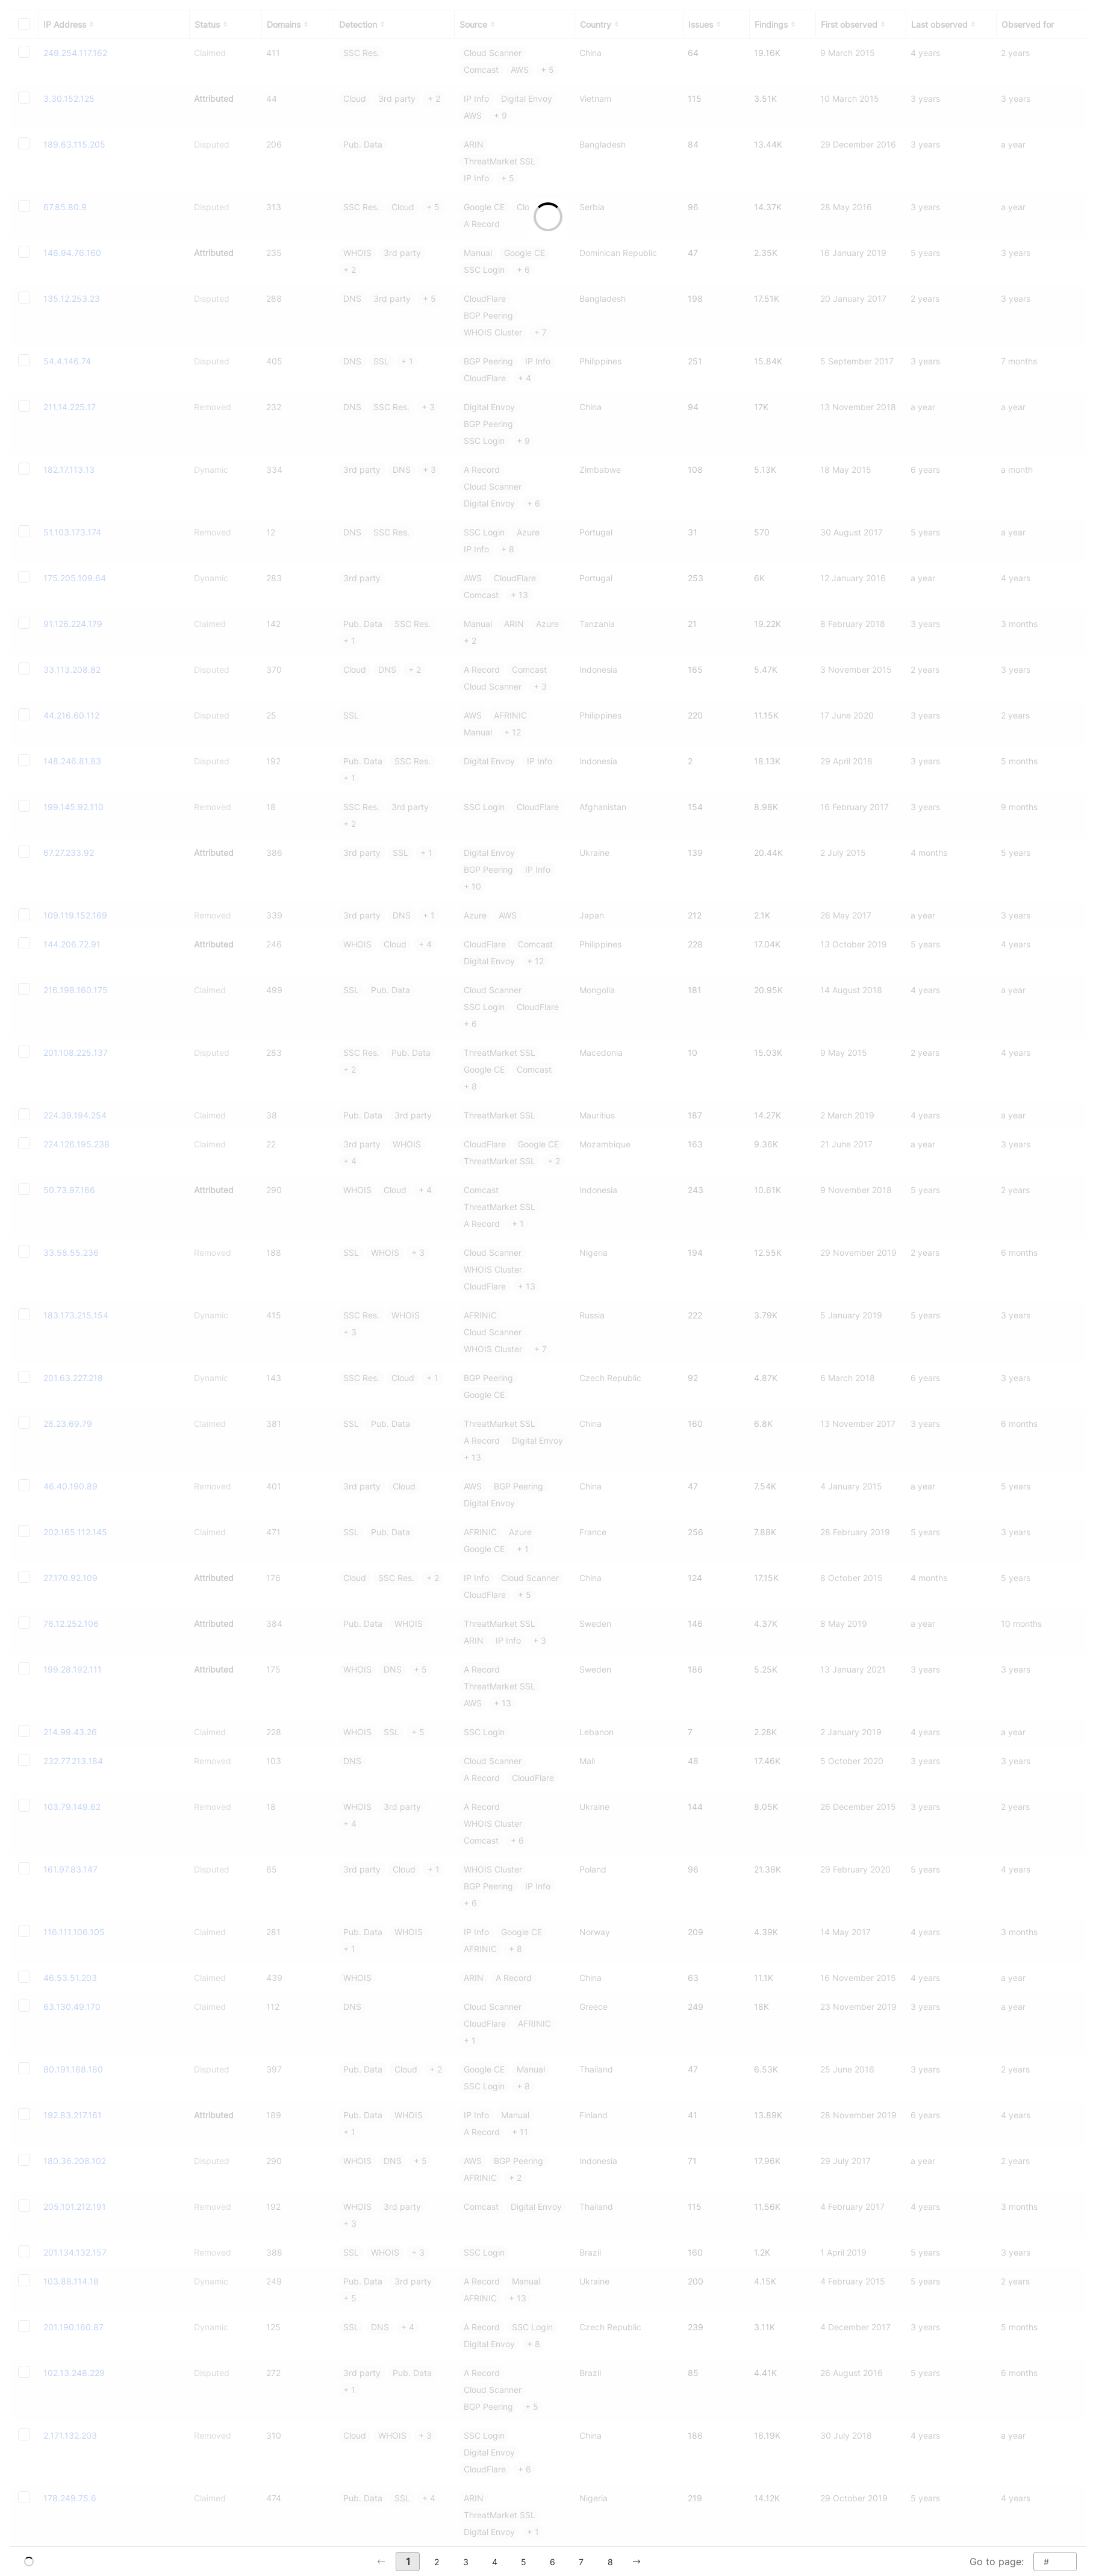 IP Address Status Domains Detection Source Country Issues Findings First observed Last observed Observed for
249.254.117.162 Claimed 411 SSC Res. Cloud Scanner China 64 19.16K 9 March 2015 4 years 2 years
Comcast AWS + 5
3.30.152.125 Attributed 44 Cloud 3rd party + 2 IP Info Digital Envoy Vietnam 115 3.51K 10 March 2015 3 years 3 years
AWS + 9
189.63.115.205 Disputed 206 Pub. Data ARIN Bangladesh 84 13.44K 29 December 2016 3 years a year
ThreatMarket SSL
IP Info + 5
67.85.80.9 Disputed 313 SSC Res. Cloud + 5 Google CE Clo Serbia 96 14.37K 28 May 2016 3 years a year
A Record
146.94.76.160 Attributed 235 WHOIS 3rd party Manual Google CE Dominican Republic 47 2.35K 16 January 2019 5 years 3 years
+ 2 SSC Login + 6
135.12.253.23 Disputed 288 DNS 3rd party + 5 CloudFlare Bangladesh 198 17.51K 20 January 2017 2 years 3 years
BGP Peering
WHOIS Cluster + 7
54.4.146.74 Disputed 405 DNS SSL + 1 BGP Peering IP Info Philippines 251 15.84K 5 September 2017 3 years 7 months
CloudFlare + 4
211.14.225.17 Removed 232 DNS SSC Res. + 3 Digital Envoy China 94 17K 13 November 2018 a year a year
BGP Peering
SSC Login + 9
182.17.113.13 Dynamic 334 3rd party DNS + 3 A Record Zimbabwe 108 5.13K 18 May 2015 6 years a month
Cloud Scanner
Digital Envoy + 6
51.103.173.174 Removed 12 DNS SSC Res. SSC Login Azure Portugal 31 570 30 August 2017 5 years a year
IP Info + 8
175.205.109.64 Dynamic 283 3rd party AWS CloudFlare Portugal 253 6K 12 January 2016 a year 4 years
Comcast + 13
91.126.224.179 Claimed 142 Pub. Data SSC Res. Manual ARIN Azure Tanzania 21 19.22K 8 February 2018 3 years 3 months
+ 1 + 2
33.113.208.82 Disputed 370 Cloud DNS + 2 A Record Comcast Indonesia 165 5.47K 3 November 2015 2 years 3 years
Cloud Scanner + 3
44.216.60.112 Disputed 25 SSL AWS AFRINIC Philippines 220 11.15K 17 June 2020 3 years 2 years
Manual + 12
148.246.81.83 Disputed 192 Pub. Data SSC Res. Digital Envoy IP Info Indonesia 2 18.13K 29 April 2018 3 years 5 months
+ 1
199.145.92.110 Removed 18 SSC Res. 3rd party SSC Login CloudFlare Afghanistan 154 8.98K 16 February 2017 3 years 9 months
+ 2
67.27.233.92 Attributed 386 3rd party SSL + 1 Digital Envoy Ukraine 139 20.44K 2 July 2015 4 months 5 years
BGP Peering IP Info
+ 10
109.119.152.169 Removed 339 3rd party DNS + 1 Azure AWS Japan 212 2.1K 26 May 2017 a year 3 years
144.206.72.91 Attributed 246 WHOIS Cloud + 4 CloudFlare Comcast Philippines 228 17.04K 13 October 2019 5 years 4 years
Digital Envoy + 12
216.198.160.175 Claimed 499 SSL Pub. Data Cloud Scanner Mongolia 181 20.95K 14 August 2018 4 years a year
SSC Login CloudFlare
+ 6
201.108.225.137 Disputed 283 SSC Res. Pub. Data ThreatMarket SSL Macedonia 10 15.03K 9 May 2015 2 years 4 years
+ 2 Google CE Comcast
+ 8
224.39.194.254 Claimed 38 Pub. Data 3rd party ThreatMarket SSL Mauritius 187 14.27K 2 March 2019 4 years a year
224.126.195.238 Claimed 22 3rd party WHOIS CloudFlare Google CE Mozambique 163 9.36K 21 June 2017 a year 3 years
+ 4 ThreatMarket SSL + 2
50.73.97.166 Attributed 290 WHOIS Cloud + 4 Comcast Indonesia 243 10.61K 9 November 2018 5 years 2 years
ThreatMarket SSL
A Record + 1
33.58.55.236 Removed 188 SSL WHOIS + 3 Cloud Scanner Nigeria 194 12.55K 29 November 2019 2 years 6 months
WHOIS Cluster
CloudFlare + 13
183.173.215.154 Dynamic 415 SSC Res. WHOIS AFRINIC Russia 222 3.79K 5 January 2019 5 years 3 years
+ 3 Cloud Scanner
WHOIS Cluster + 7
201.63.227.218 Dynamic 143 SSC Res. Cloud + 1 BGP Peering Czech Republic 92 4.87K 6 March 2018 6 years 3 years
Google CE
28.23.69.79 Claimed 381 SSL Pub. Data ThreatMarket SSL China 160 6.8K 13 November 2017 3 years 6 months
A Record Digital Envoy
+ 13
46.40.190.89 Removed 401 3rd party Cloud AWS BGP Peering China 47 7.54K 4 January 2015 a year 5 years
Digital Envoy
202.165.112.145 Claimed 471 SSL Pub. Data AFRINIC Azure France 256 7.88K 28 February 2019 5 years 3 years
Google CE + 1
27.170.92.109 Attributed 176 Cloud SSC Res. + 2 IP Info Cloud Scanner China 124 17.15K 8 October 2015 4 months 5 years
CloudFlare + 5
76.12.252.106 Attributed 384 Pub. Data WHOIS ThreatMarket SSL Sweden 146 4.37K 8 May 2019 a year 10 months
ARIN IP Info + 3
199.28.192.111 Attributed 175 WHOIS DNS + 5 A Record Sweden 186 5.25K 13 January 2021 3 years 3 years
ThreatMarket SSL
AWS + 13
214.99.43.26 Claimed 228 WHOIS SSL + 5 SSC Login Lebanon 7 2.28K 2 January 2019 4 years a year
232.77.213.184 Removed 103 DNS Cloud Scanner Mali 48 17.46K 5 October 2020 3 years 3 years
A Record CloudFlare
103.79.149.62 Removed 18 WHOIS 3rd party A Record Ukraine 144 8.05K 26 December 2015 3 years 2 years
+ 4 WHOIS Cluster
Comcast + 6
161.97.83.147 Disputed 65 3rd party Cloud + 1 WHOIS Cluster Poland 96 21.38K 29 February 2020 5 years 4 years
BGP Peering IP Info
+ 6
116.111.106.105 Claimed 281 Pub. Data WHOIS IP Info Google CE Norway 209 4.39K 14 May 2017 4 years 3 months
+ 1 AFRINIC + 8
46.53.51.203 Claimed 439 WHOIS ARIN A Record China 63 11.1K 16 November 2015 4 years a year
63.130.49.170 Claimed 112 DNS Cloud Scanner Greece 249 18K 23 November 2019 3 years a year
CloudFlare AFRINIC
+ 1
80.191.168.180 Disputed 397 Pub. Data Cloud + 2 Google CE Manual Thailand 47 6.53K 25 June 2016 3 years 2 years
SSC Login + 8
192.83.217.161 Attributed 189 Pub. Data WHOIS IP Info Manual Finland 41 13.89K 28 November 2019 6 years 4 years
+ 1 A Record + 11
180.36.208.102 Disputed 290 WHOIS DNS + 5 AWS BGP Peering Indonesia 71 17.96K 29 July 2017 a year 2 years
AFRINIC + 2
205.101.212.191 Removed 192 WHOIS 3rd party Comcast Digital Envoy Thailand 115 11.56K 4 February 2017 4 years 3 months
+ 3
201.134.132.157 Removed 388 SSL WHOIS + 3 SSC Login Brazil 160 1.2K 1 April 2019 5 years 3 years
103.88.114.18 Dynamic 249 Pub. Data 3rd party A Record Manual Ukraine 200 4.15K 4 February 2015 5 years 2 years
+ 5 AFRINIC + 13
201.190.160.87 Dynamic 125 SSL DNS + 4 A Record SSC Login Czech Republic 239 3.11K 4 December 2017 3 years 5 months
Digital Envoy + 8
102.13.248.229 Disputed 272 3rd party Pub. Data A Record Brazil 85 4.41K 26 August 2016 5 years 6 months
+ 1 Cloud Scanner
BGP Peering + 5
2.171.132.203 Removed 310 Cloud WHOIS + 3 SSC Login China 186 16.19K 30 July 2018 4 years a year
Digital Envoy
CloudFlare + 6
178.249.75.6 Claimed 474 Pub. Data SSL + 4 ARIN Nigeria 219 14.12K 29 October 2019 5 years 4 years
ThreatMarket SSL
Digital Envoy + 1
← 1 2 3 4 5 6 7 8 → Go to page: #